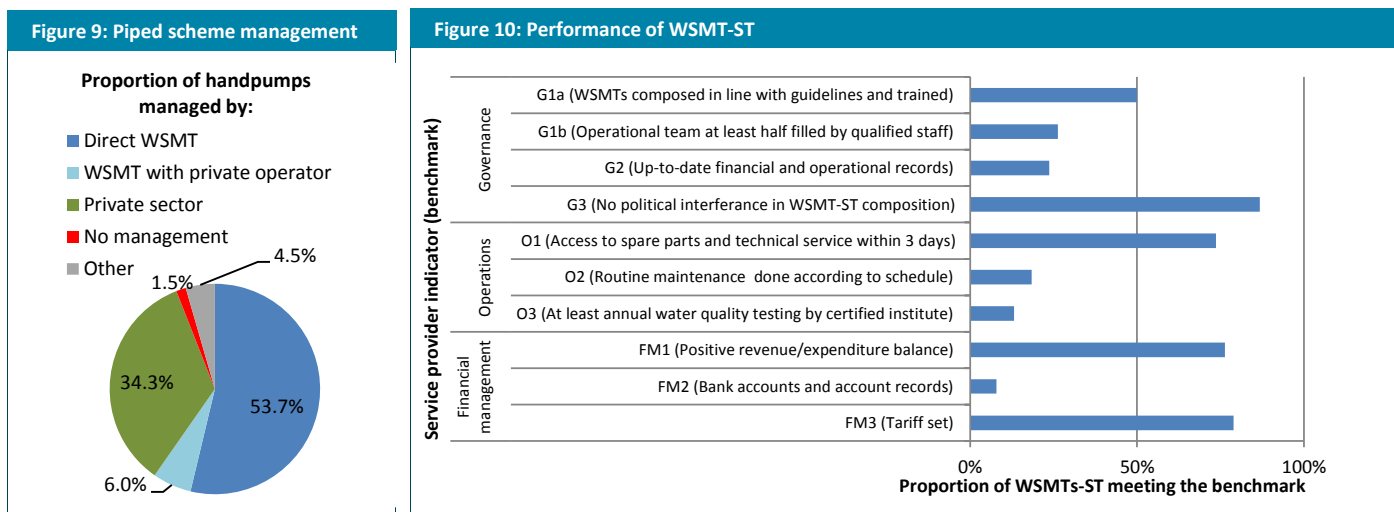 Figure 9: Piped scheme management
Proportion of handpumps
managed by:
Direct WSMT
WSMT with private operator
Private sector
No management
Other
4.5%
1.5%
34.3%
53.7%
6.0%
Figure 10: Performance of WSMT-ST
Service provider indicator (benchmark)
Governance
G1a (WSMTs composed in line with guidelines and trained)
G1b (Operational team at least half filled by qualified staff)
G2 (Up-to-date financial and operational records)
G3 (No political interferance in WSMT-ST composition)
Operations
O1 (Access to spare parts and technical service within 3 days)
O2 (Routine maintenance done according to schedule)
O3 (At least annual water quality testing by certified institute)
Financial
management
FM1 (Positive revenue/expenditure balance)
FM2 (Bank accounts and account records)
FM3 (Tariff set)
0% 50% 100%
Proportion of WSMTs-ST meeting the benchmark